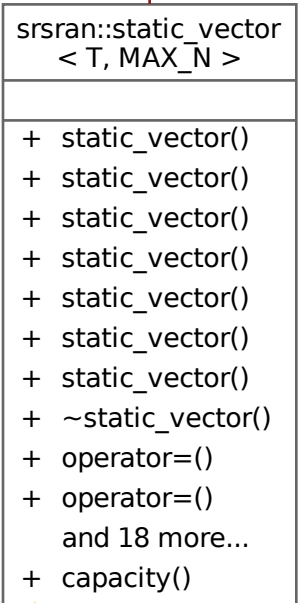 srsran::static_vector
< T, MAX_N >
+ static_vector()
+ static_vector()
+ static_vector()
+ static_vector()
+ static_vector()
+ static_vector()
+ static_vector()
+ ~static_vector()
+ operator=()
+ operator=()
and 18 more...
+ capacity()